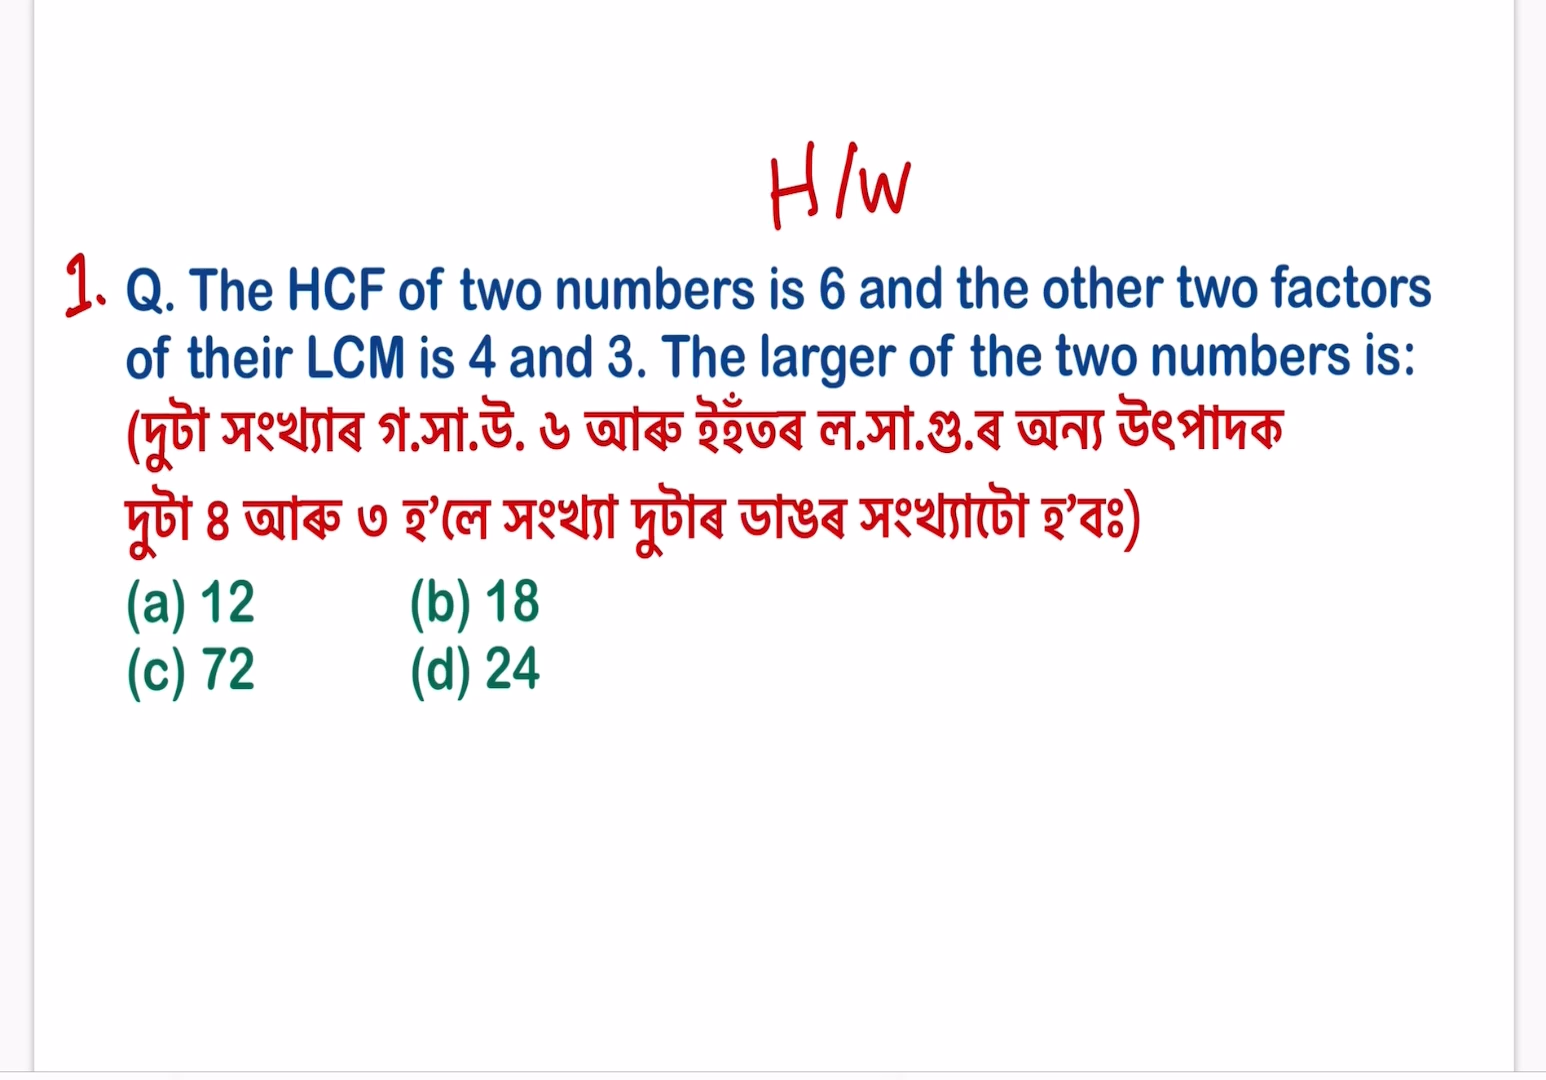 H/W
1. Q. The HCF of two numbers is 6 and the other two factors
of their LCM is 4 and 3. The larger of the two numbers is:
(দুটা সংখ্যাৰ গ.সা.উ. ৬ আৰু ইহঁতৰ ল.সা.গু.ৰ অন্য উৎপাদক
দুটা ৪ আৰু ৩ হ’লে সংখ্যা দুটাৰ ডাঙৰ সংখ্যাটো হ’বঃ)
(a) 12 (b) 18
(c) 72 (d) 24